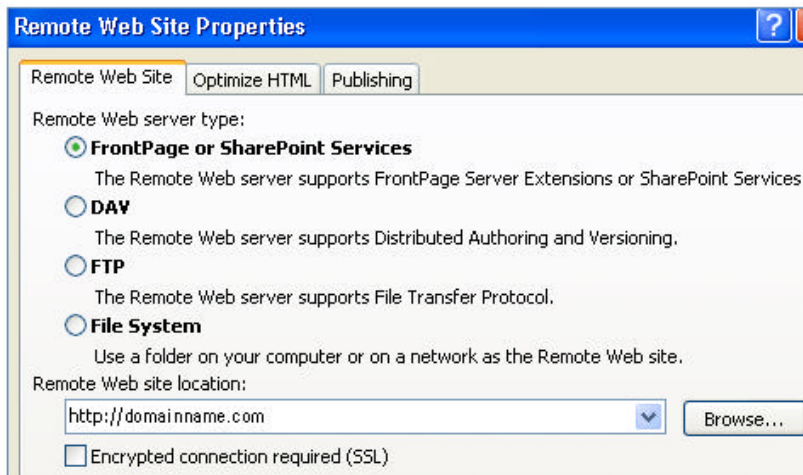 Remote Web Site Properties
Remote Web Site Optimize HTML Publishing
Remote Web server type:
FrontPage or SharePoint Services
The Remote Web server supports FrontPage Server Extensions or SharePoint Services
DAV
The Remote Web server supports Distributed Authoring and Versioning.
FTP
The Remote Web server supports File Transfer Protocol.
File System
Use a folder on your computer or on a network as the Remote Web site.
Remote Web site location:
http://domainname.com Browse...
Encrypted connection required (SSL)